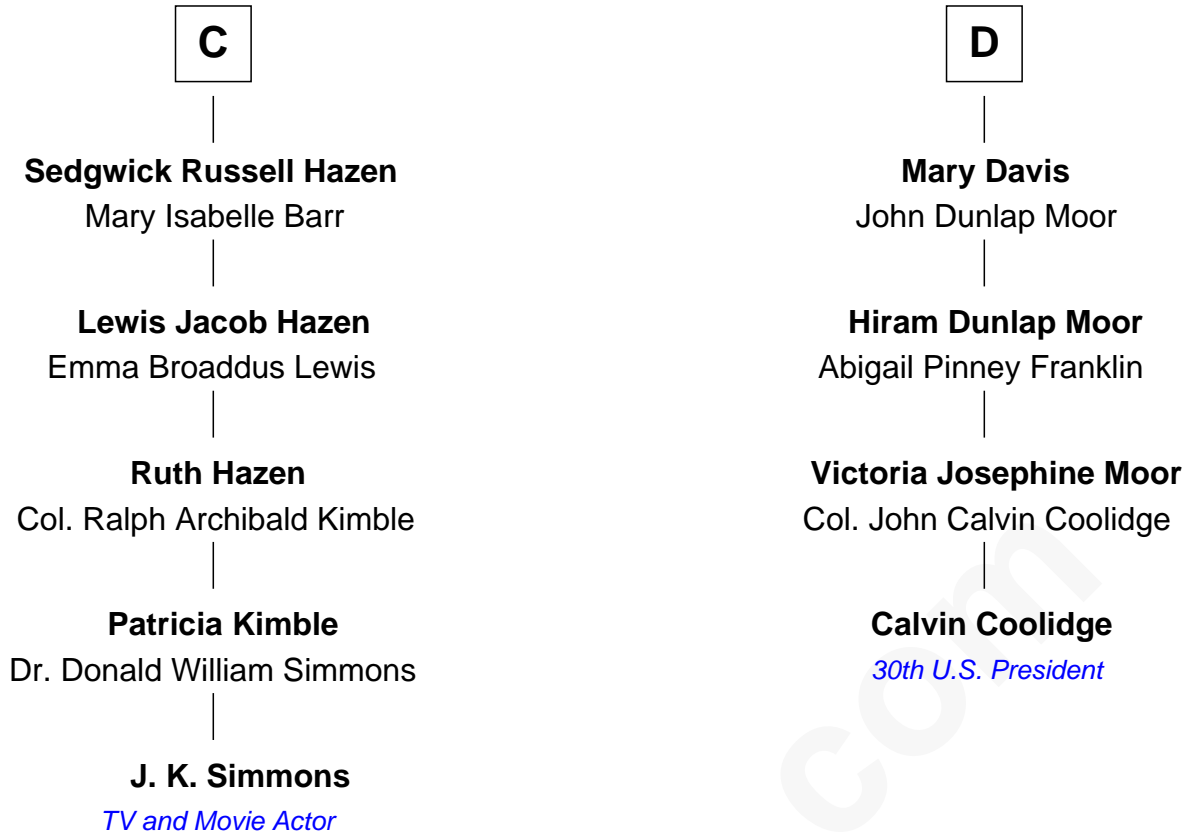 C
Sedgwick Russell Hazen
Mary Isabelle Barr
Lewis Jacob Hazen
Emma Broaddus Lewis
Ruth Hazen
Col. Ralph Archibald Kimble
Patricia Kimble
Dr. Donald William Simmons
J. K. Simmons
TV and Movie Actor
D
Mary Davis
John Dunlap Moor
Hiram Dunlap Moor
Abigail Pinney Franklin
Victoria Josephine Moor
Col. John Calvin Coolidge
Calvin Coolidge
30th U.S. President
com